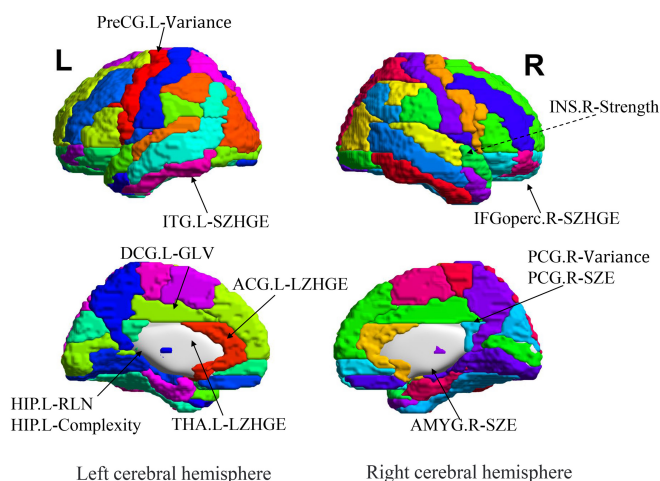 PreCG.L-Variance
L
R
INS.R-Strength
ITG.L-SZHGE
IFGoperc.R-SZHGE
DCG.L-GLV
ACG.L-LZHGE
PCG.R-Variance
PCG.R-SZE
HIP.L-RLN
HIP.L-Complexity
THA.L-LZHGE
AMYG.R-SZE
Left cerebral hemisphere
Right cerebral hemisphere